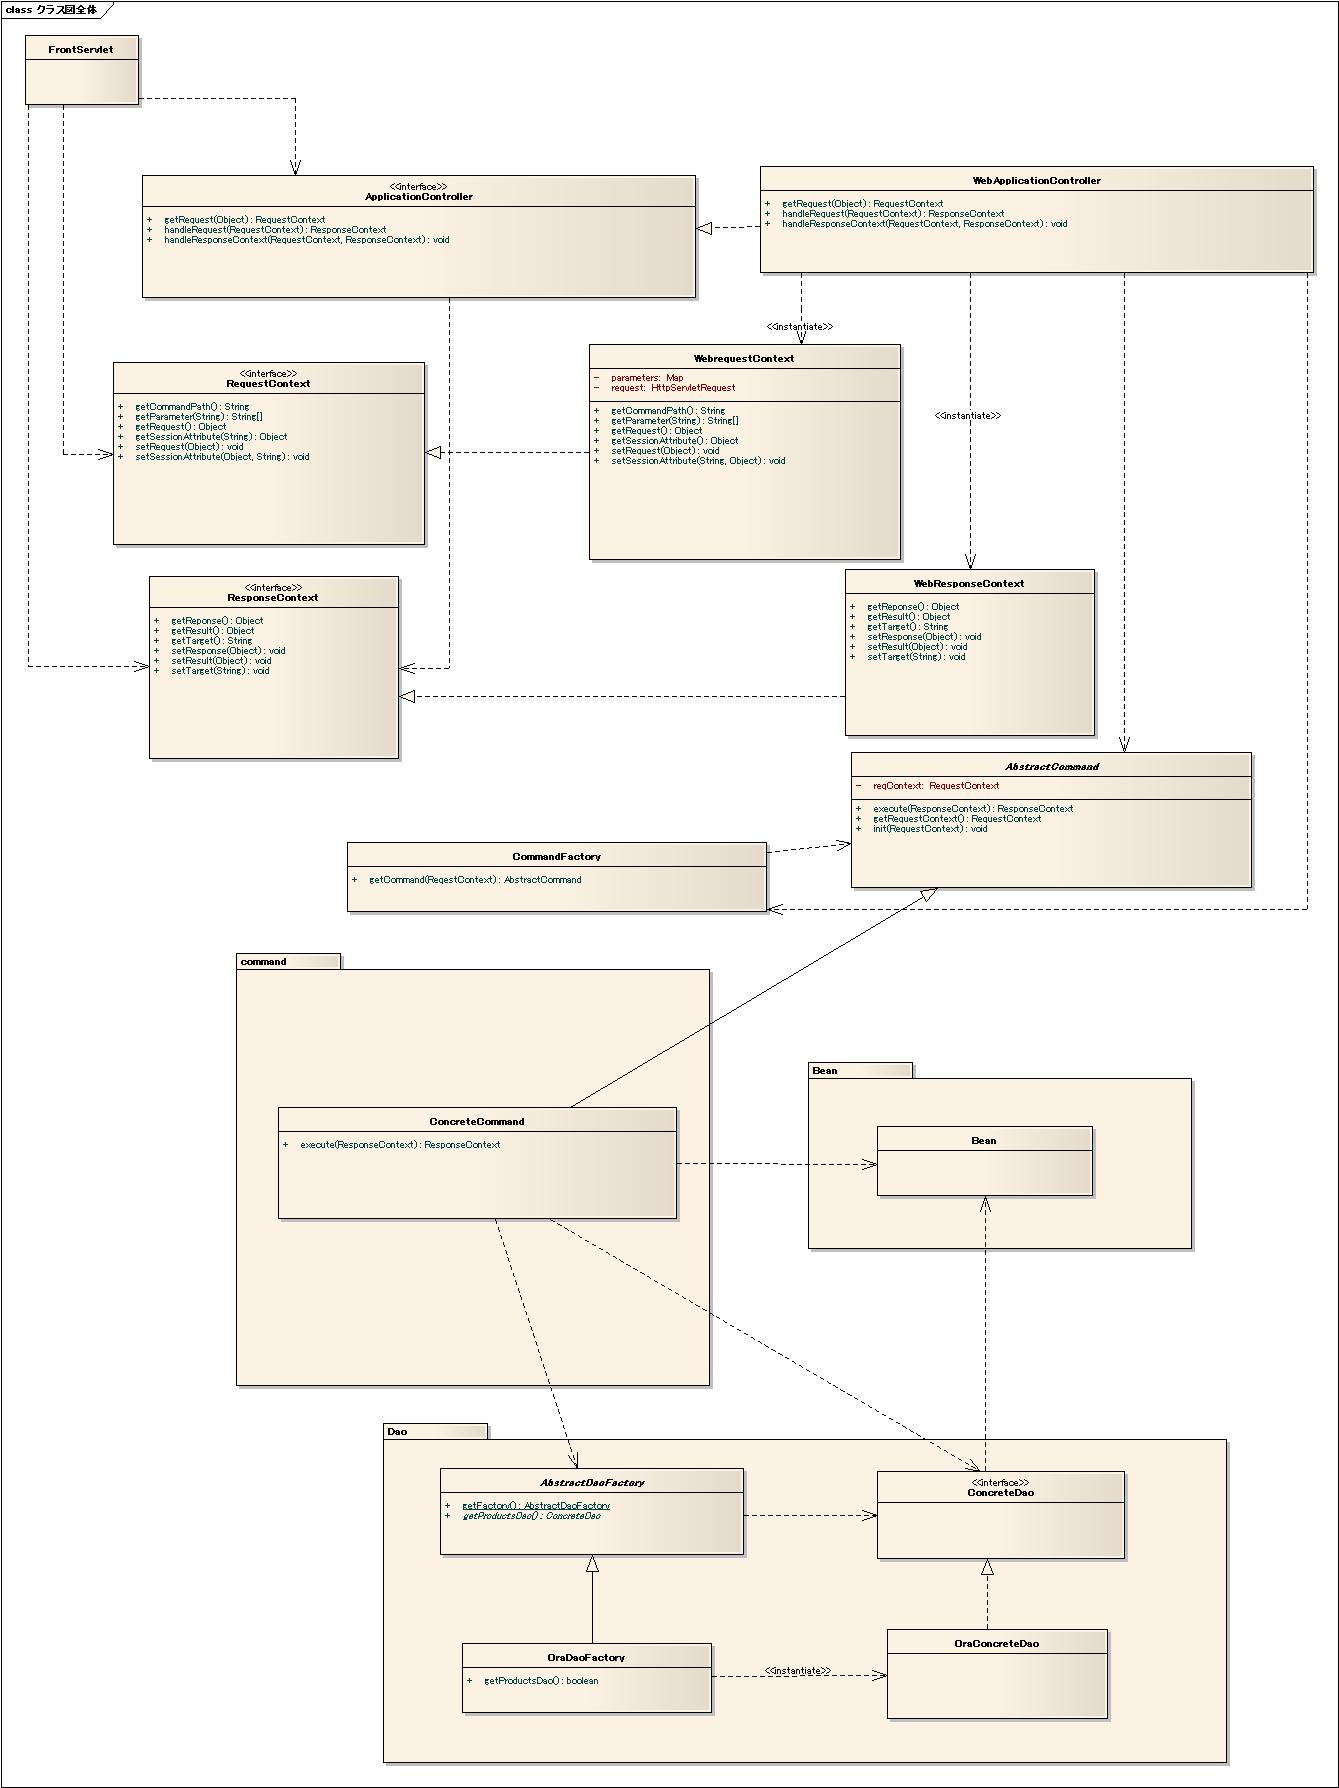 class クラス図全体
FrontServlet
<<interface>>
ApplicationController
+ getRequest(Object) : RequestContext
+ handleRequest(RequestContext) : ResponseContext
+ handleResponseContext(RequestContext, ResponseContext) : void
WebApplicationController
+ getRequest(Object) : RequestContext
+ handleRequest(RequestContext) : ResponseContext
+ handleResponseContext(RequestContext, ResponseContext) : void
<<instantiate>>
<<interface>>
RequestContext
+ getCommandPath() : String
+ getParameter(String) : String[]
+ getRequest() : Object
+ getSessionAttribute(String) : Object
+ setRequest(Object) : void
+ setSessionAttribute(Object, String) : void
WebrequestContext
- parameters: Map
- request: HttpServletRequest
+ getCommandPath() : String
+ getParameter(String) : String[]
+ getRequest() : Object
+ getSessionAttribute() : Object
+ setRequest(Object) : void
+ setSessionAttribute(String, Object) : void
<<instantiate>>
<<interface>>
ResponseContext
+ getReponse() : Object
+ getResult() : Object
+ getTarget() : String
+ setResponse(Object) : void
+ setResult(Object) : void
+ setTarget(String) : void
WebResponseContext
+ getReponse() : Object
+ getResult() : Object
+ getTarget() : String
+ setResponse(Object) : void
+ setResult(Object) : void
+ setTarget(String) : void
AbstractCommand
- reqContext: RequestContext
+ execute(ResponseContext) : ResponseContext
+ getRequestContext() : RequestContext
+ init(RequestContext) : void
CommandFactory
+ getCommand(ReqestContext) : AbstractCommand
command
ConcreteCommand
+ execute(ResponseContext) : ResponseContext
Bean
Bean
Dao
AbstractDaoFactory
+ getFactory() : AbstractDaoFactory
+ getProductsDao() : ConcreteDao
<<interface>>
ConcreteDao
OraDaoFactory
+ getProductsDao() : boolean
<<instantiate>>
OraConcreteDao